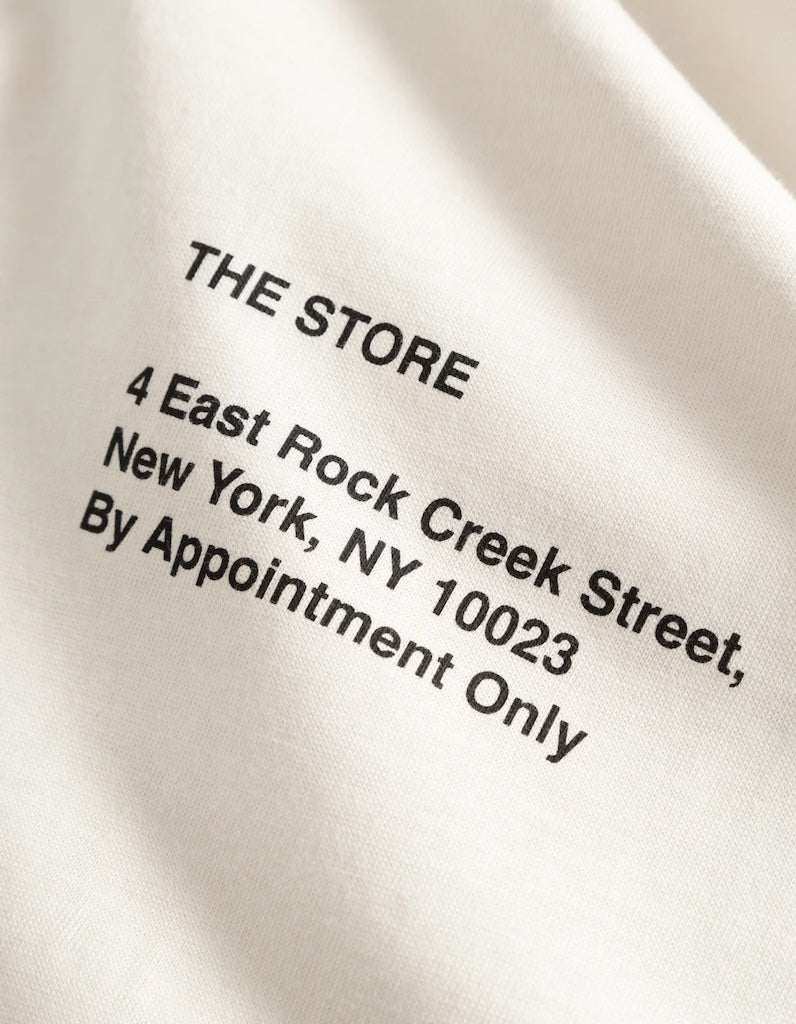 THE STORE
4 East Rock Creek Street,
New York, NY 10023
By Appointment Only